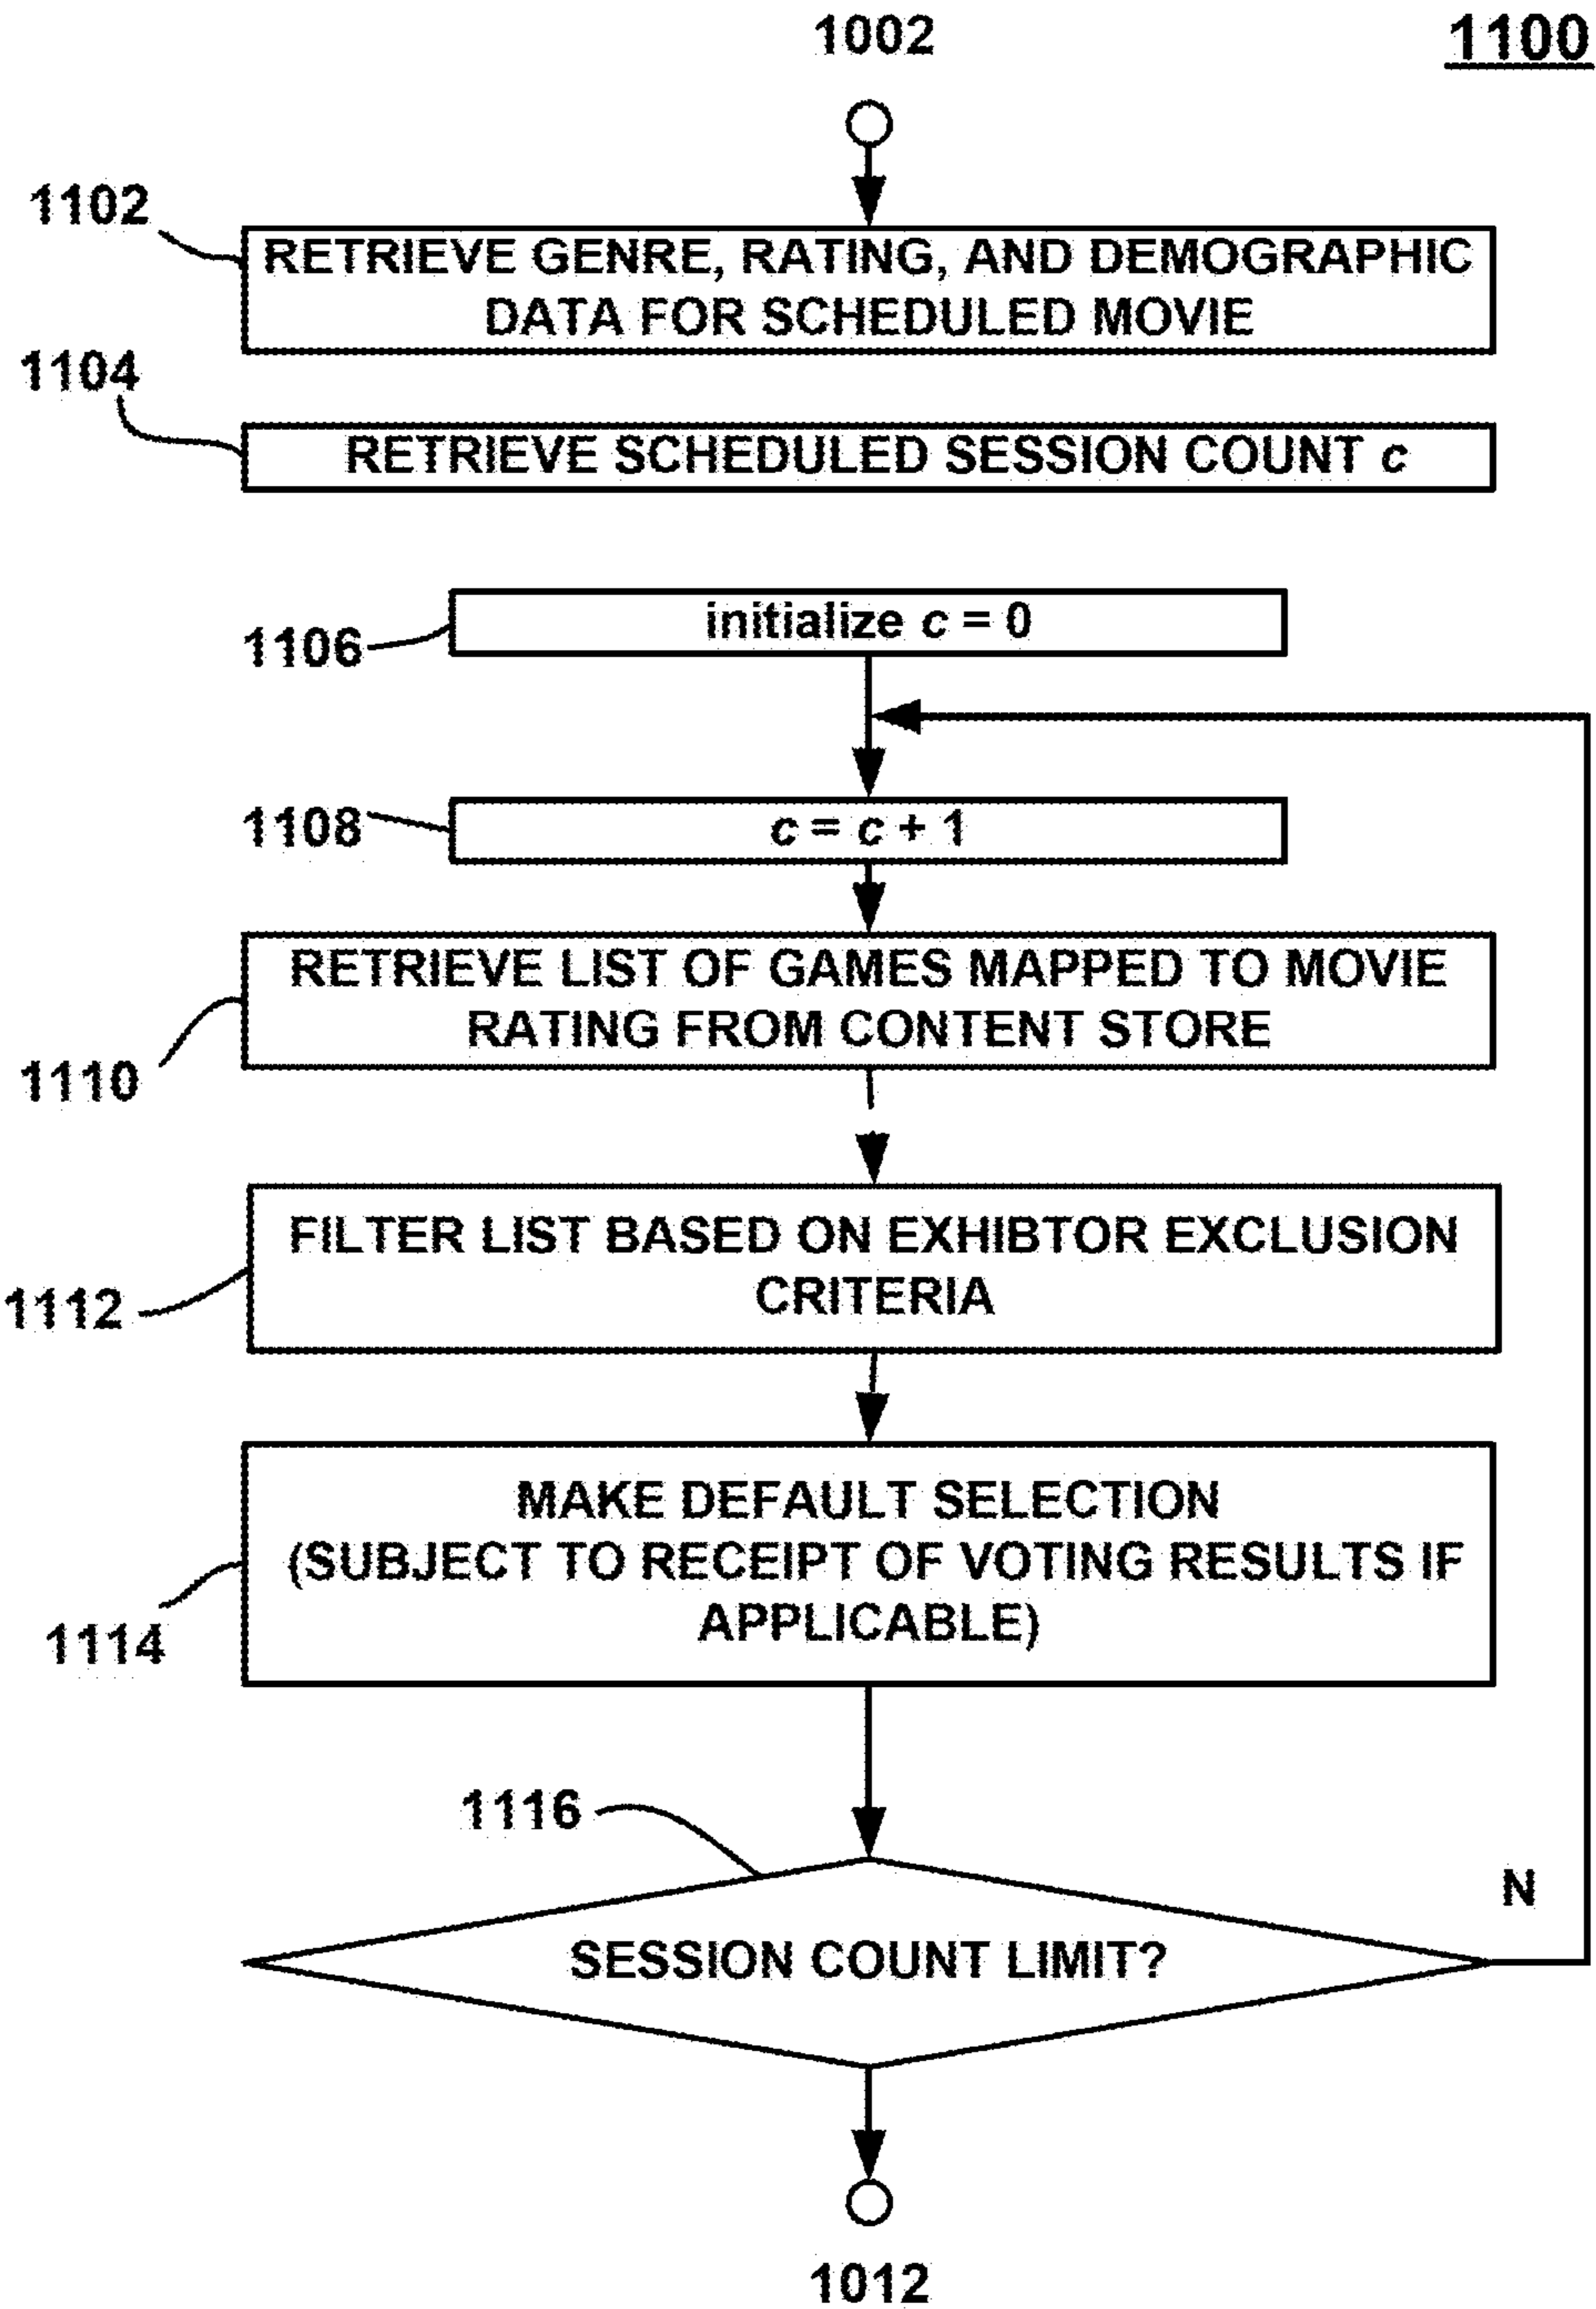 1002
1100
1102
RETRIEVE GENRE, RATING, AND DEMOGRAPHIC
DATA FOR SCHEDULED MOVIE
1104
RETRIEVE SCHEDULED SESSION COUNT c
initialize c = 0
1106
1108
c = c + 1
RETRIEVE LIST OF GAMES MAPPED TO MOVIE
RATING FROM CONTENT STORE
1110
FILTER LIST BASED ON EXHIBTOR EXCLUSION
CRITERIA
1112
MAKE DEFAULT SELECTION
(SUBJECT TO RECEIPT OF VOTING RESULTS IF
APPLICABLE)
1114
1116
N
SESSION COUNT LIMIT?
1012